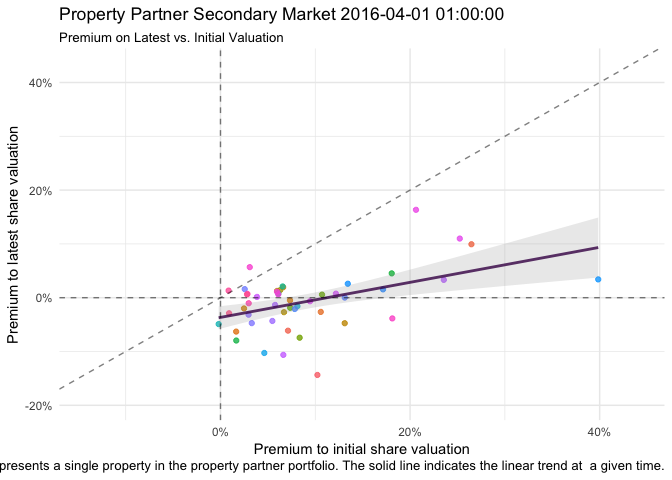 Property Partner Secondary Market 2016-04-01 01:00:00
Premium on Latest vs. Initial Valuation
Premium to latest share valuation
40%
20%
0%
-20%
0%
20%
40%
Premium to initial share valuation
presents a single property in the property partner portfolio. The solid line indicates the linear trend at  a given time.